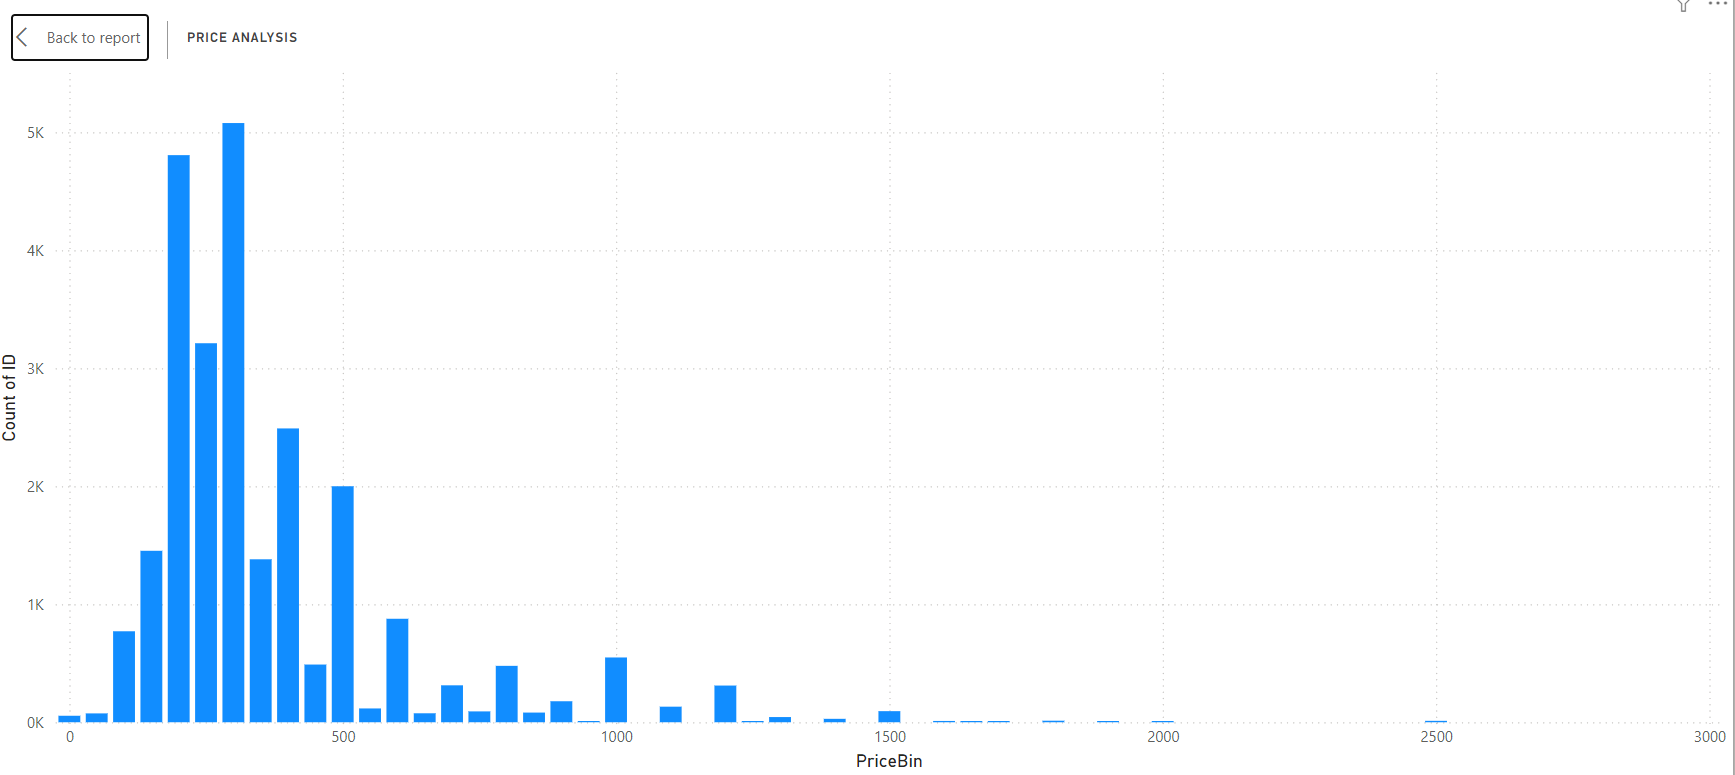 Back to report
PRICE ANALYSIS
5K
4K
3K
2K
1K
0K
Count of ID
0 500 1000 1500 2000 2500 3000
PriceBin